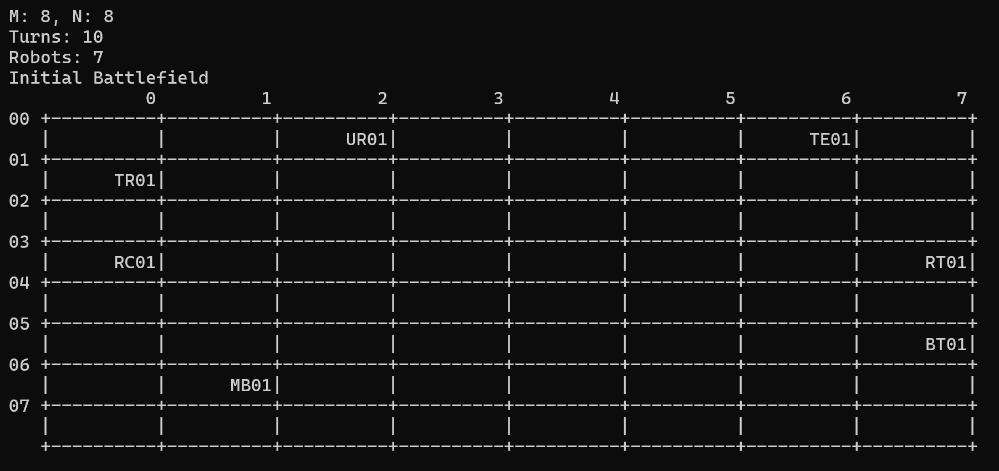 M: 8, N: 8
Turns: 10
Robots: 7
Initial Battlefield
             0          1          2          3          4          5          6          7
00 +----------+----------+----------+----------+----------+----------+----------+----------+
   |          |          |      UR01|          |          |          |      TE01|          |
01 +----------+----------+----------+----------+----------+----------+----------+----------+
   |      TR01|          |          |          |          |          |          |          |
02 +----------+----------+----------+----------+----------+----------+----------+----------+
   |          |          |          |          |          |          |          |          |
03 +----------+----------+----------+----------+----------+----------+----------+----------+
   |      RC01|          |          |          |          |          |          |      RT01|
04 +----------+----------+----------+----------+----------+----------+----------+----------+
   |          |          |          |          |          |          |          |          |
05 +----------+----------+----------+----------+----------+----------+----------+----------+
   |          |          |          |          |          |          |          |      BT01|
06 +----------+----------+----------+----------+----------+----------+----------+----------+
   |          |      MB01|          |          |          |          |          |          |
07 +----------+----------+----------+----------+----------+----------+----------+----------+
   |          |          |          |          |          |          |          |          |
   +----------+----------+----------+----------+----------+----------+----------+----------+